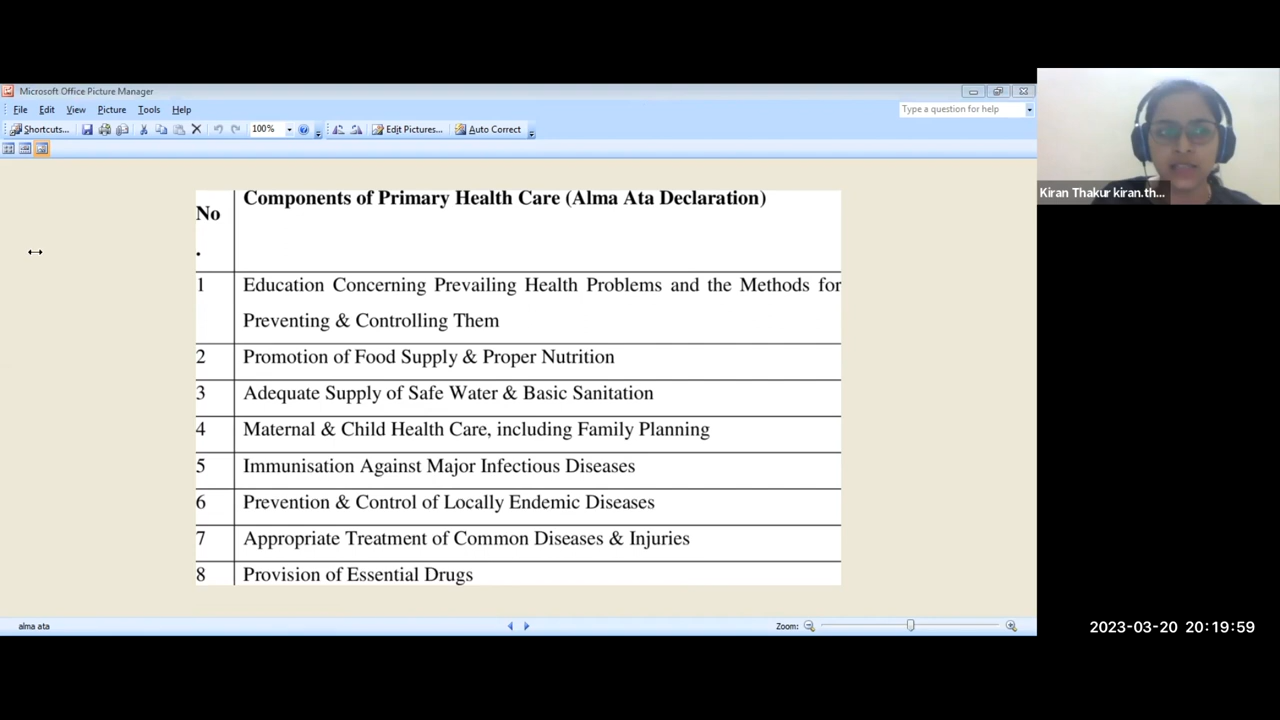 Microsoft Office Picture Manager
File Edit View Picture Tools Help
Type a question for help
Shortcuts... 100% Edit Pictures... Auto Correct
Kiran Thakur kiran.th...
No
.
Components of Primary Health Care (Alma Ata Declaration)
1 Education Concerning Prevailing Health Problems and the Methods for
Preventing & Controlling Them
2 Promotion of Food Supply & Proper Nutrition
3 Adequate Supply of Safe Water & Basic Sanitation
4 Maternal & Child Health Care, including Family Planning
5 Immunisation Against Major Infectious Diseases
6 Prevention & Control of Locally Endemic Diseases
7 Appropriate Treatment of Common Diseases & Injuries
8 Provision of Essential Drugs
alma ata
Zoom:
2023-03-20 20:19:59